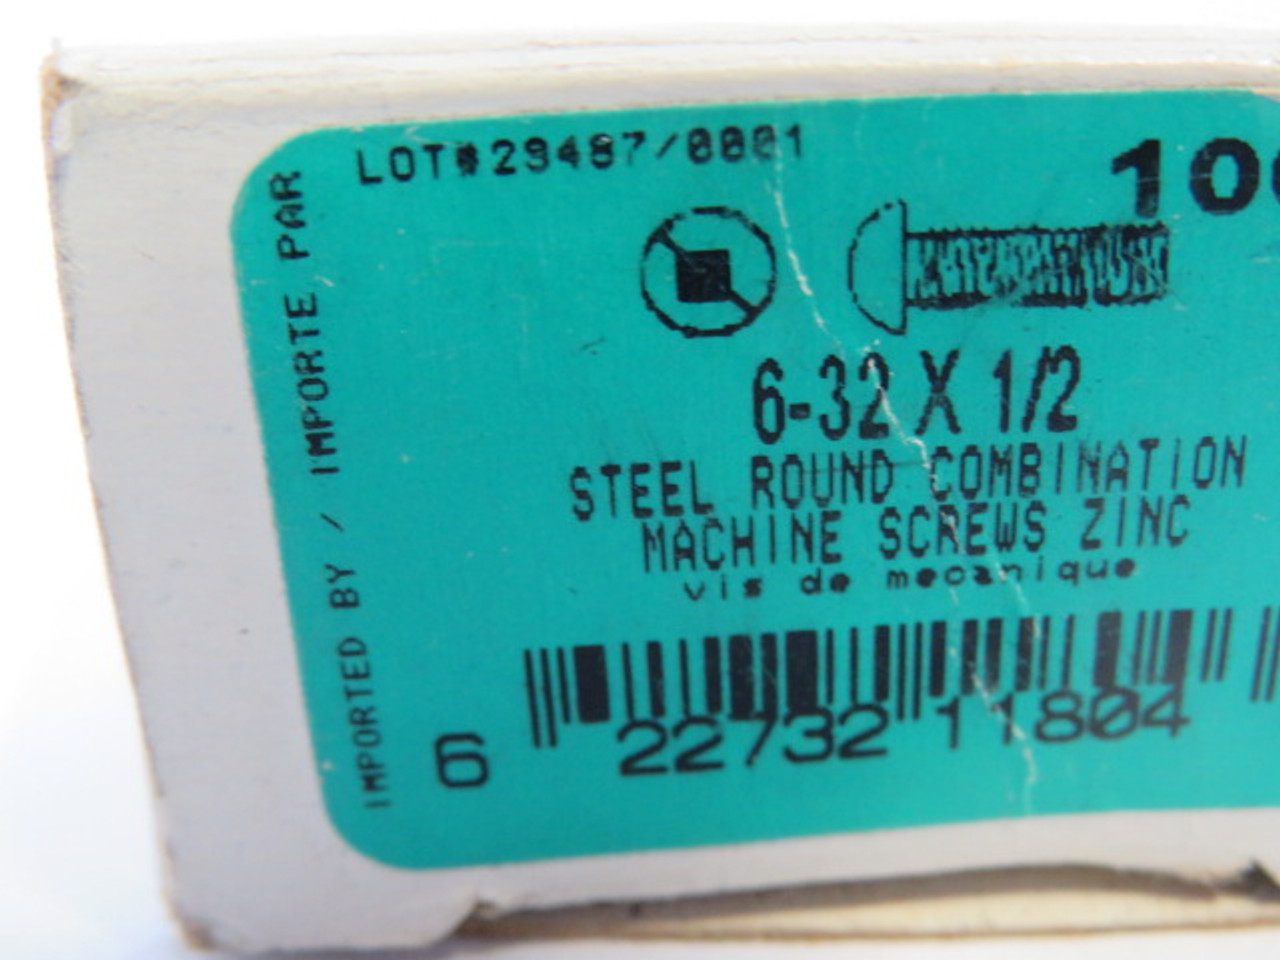 LOT#29487/0001
10
IMPORTED BY / IMPORTE PAR
6-32 X 1/2
STEEL ROUND COMBINATION
MACHINE SCREWS ZINC
vis de mecanique
6 22732 11804